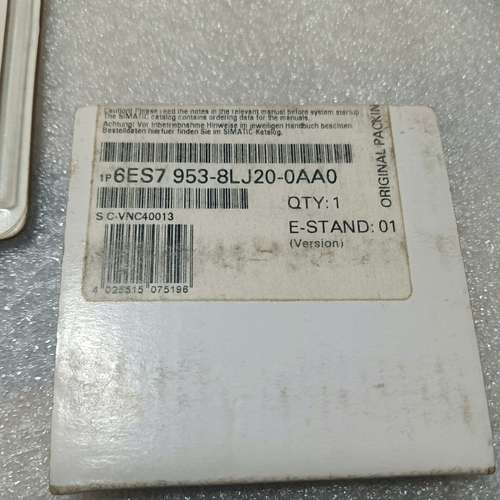 Caution! Please read the notes in the relevant manual before system startup
The SIMATIC catalog contains ordering data for the manuals.
Achtung: Vor Inbetriebnahme Hinweise im jeweiligen Handbuch beachten.
Bestelldaten hierfuer finden Sie im SIMATIC-Katalog.
1P 6ES7 953-8LJ20-0AA0
QTY: 1
S C-VNC40013
E-STAND: 01
(Version)
4 025515 075196
ORIGINAL PACKIN